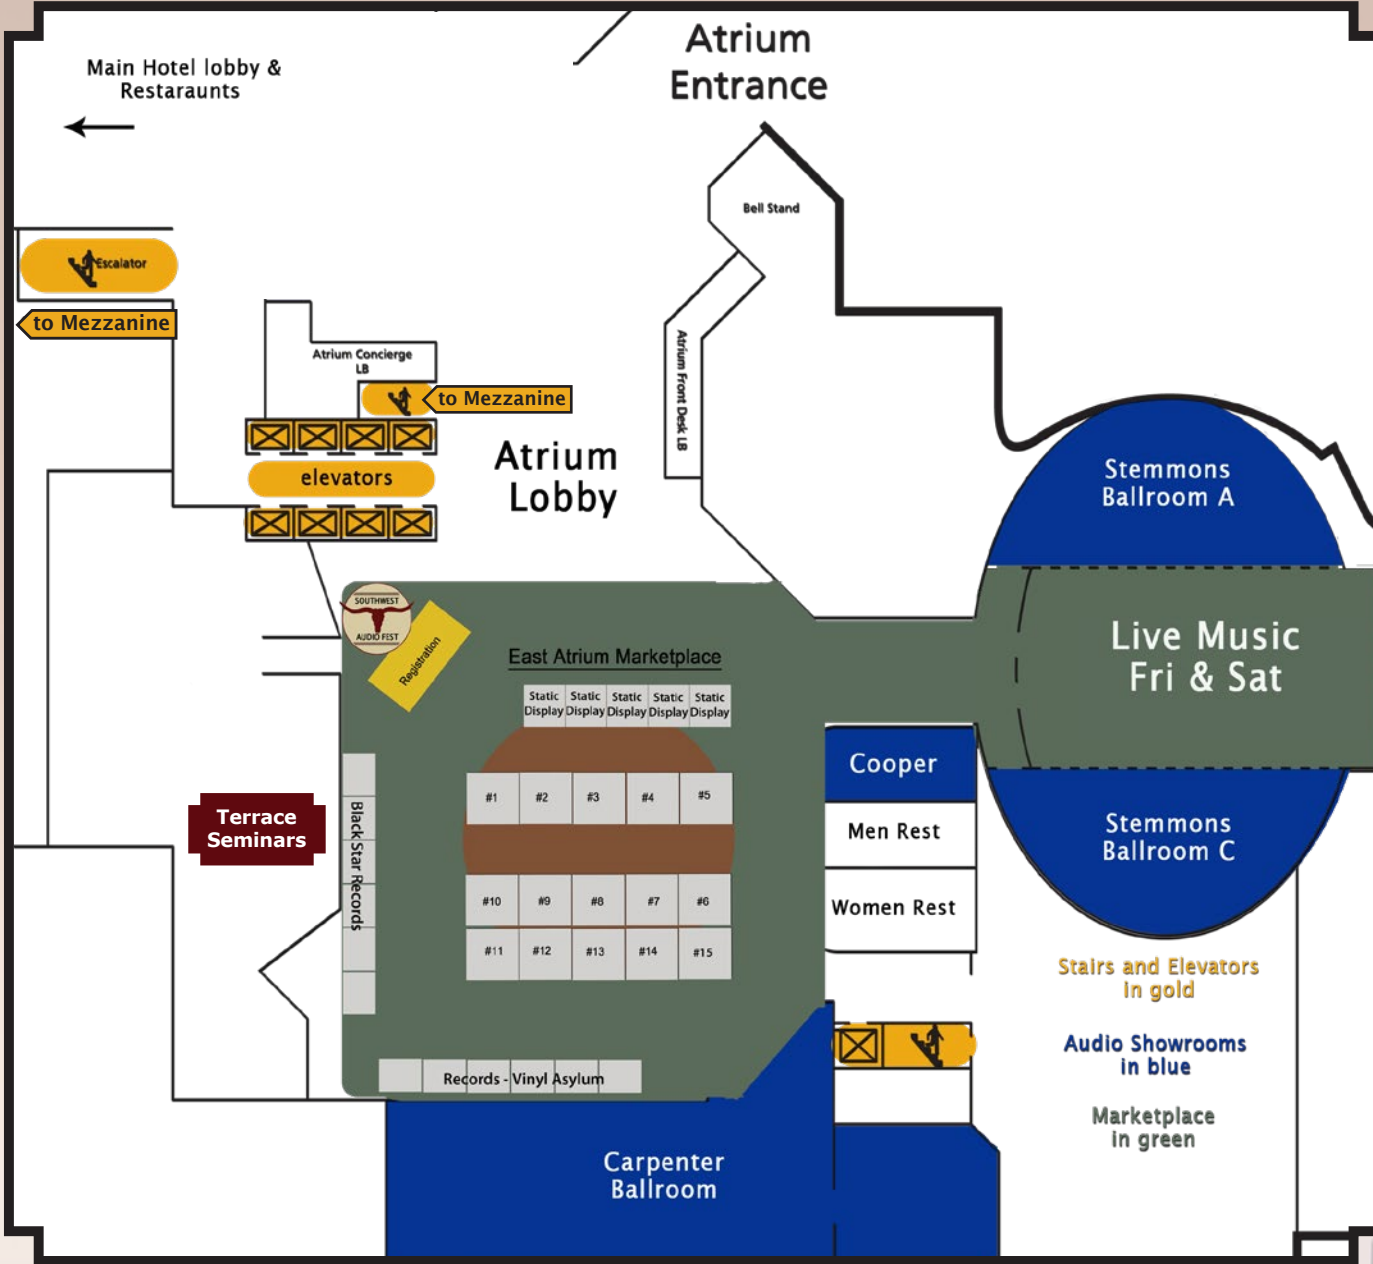 Atrium
Entrance
Main Hotel lobby &
Restaraunts
Bell Stand
Escalator
to Mezzanine
Atrium Concierge
LB
to Mezzanine
Atrium Front Desk LB
elevators
Atrium
Lobby
Stemmons
Ballroom A
SOUTHWEST
AUDIO FEST
Registration
East Atrium Marketplace
Live Music
Fri & Sat
Static Display
Static Display
Static Display
Static Display
Static Display
Cooper
#1 #2 #3 #4 #5
Terrace
Seminars
Black Star Records
Men Rest
Stemmons
Ballroom C
#10 #9 #8 #7 #6
Women Rest
#11 #12 #13 #14 #15
Stairs and Elevators
in gold
Audio Showrooms
in blue
Records - Vinyl Asylum
Marketplace
in green
Carpenter
Ballroom